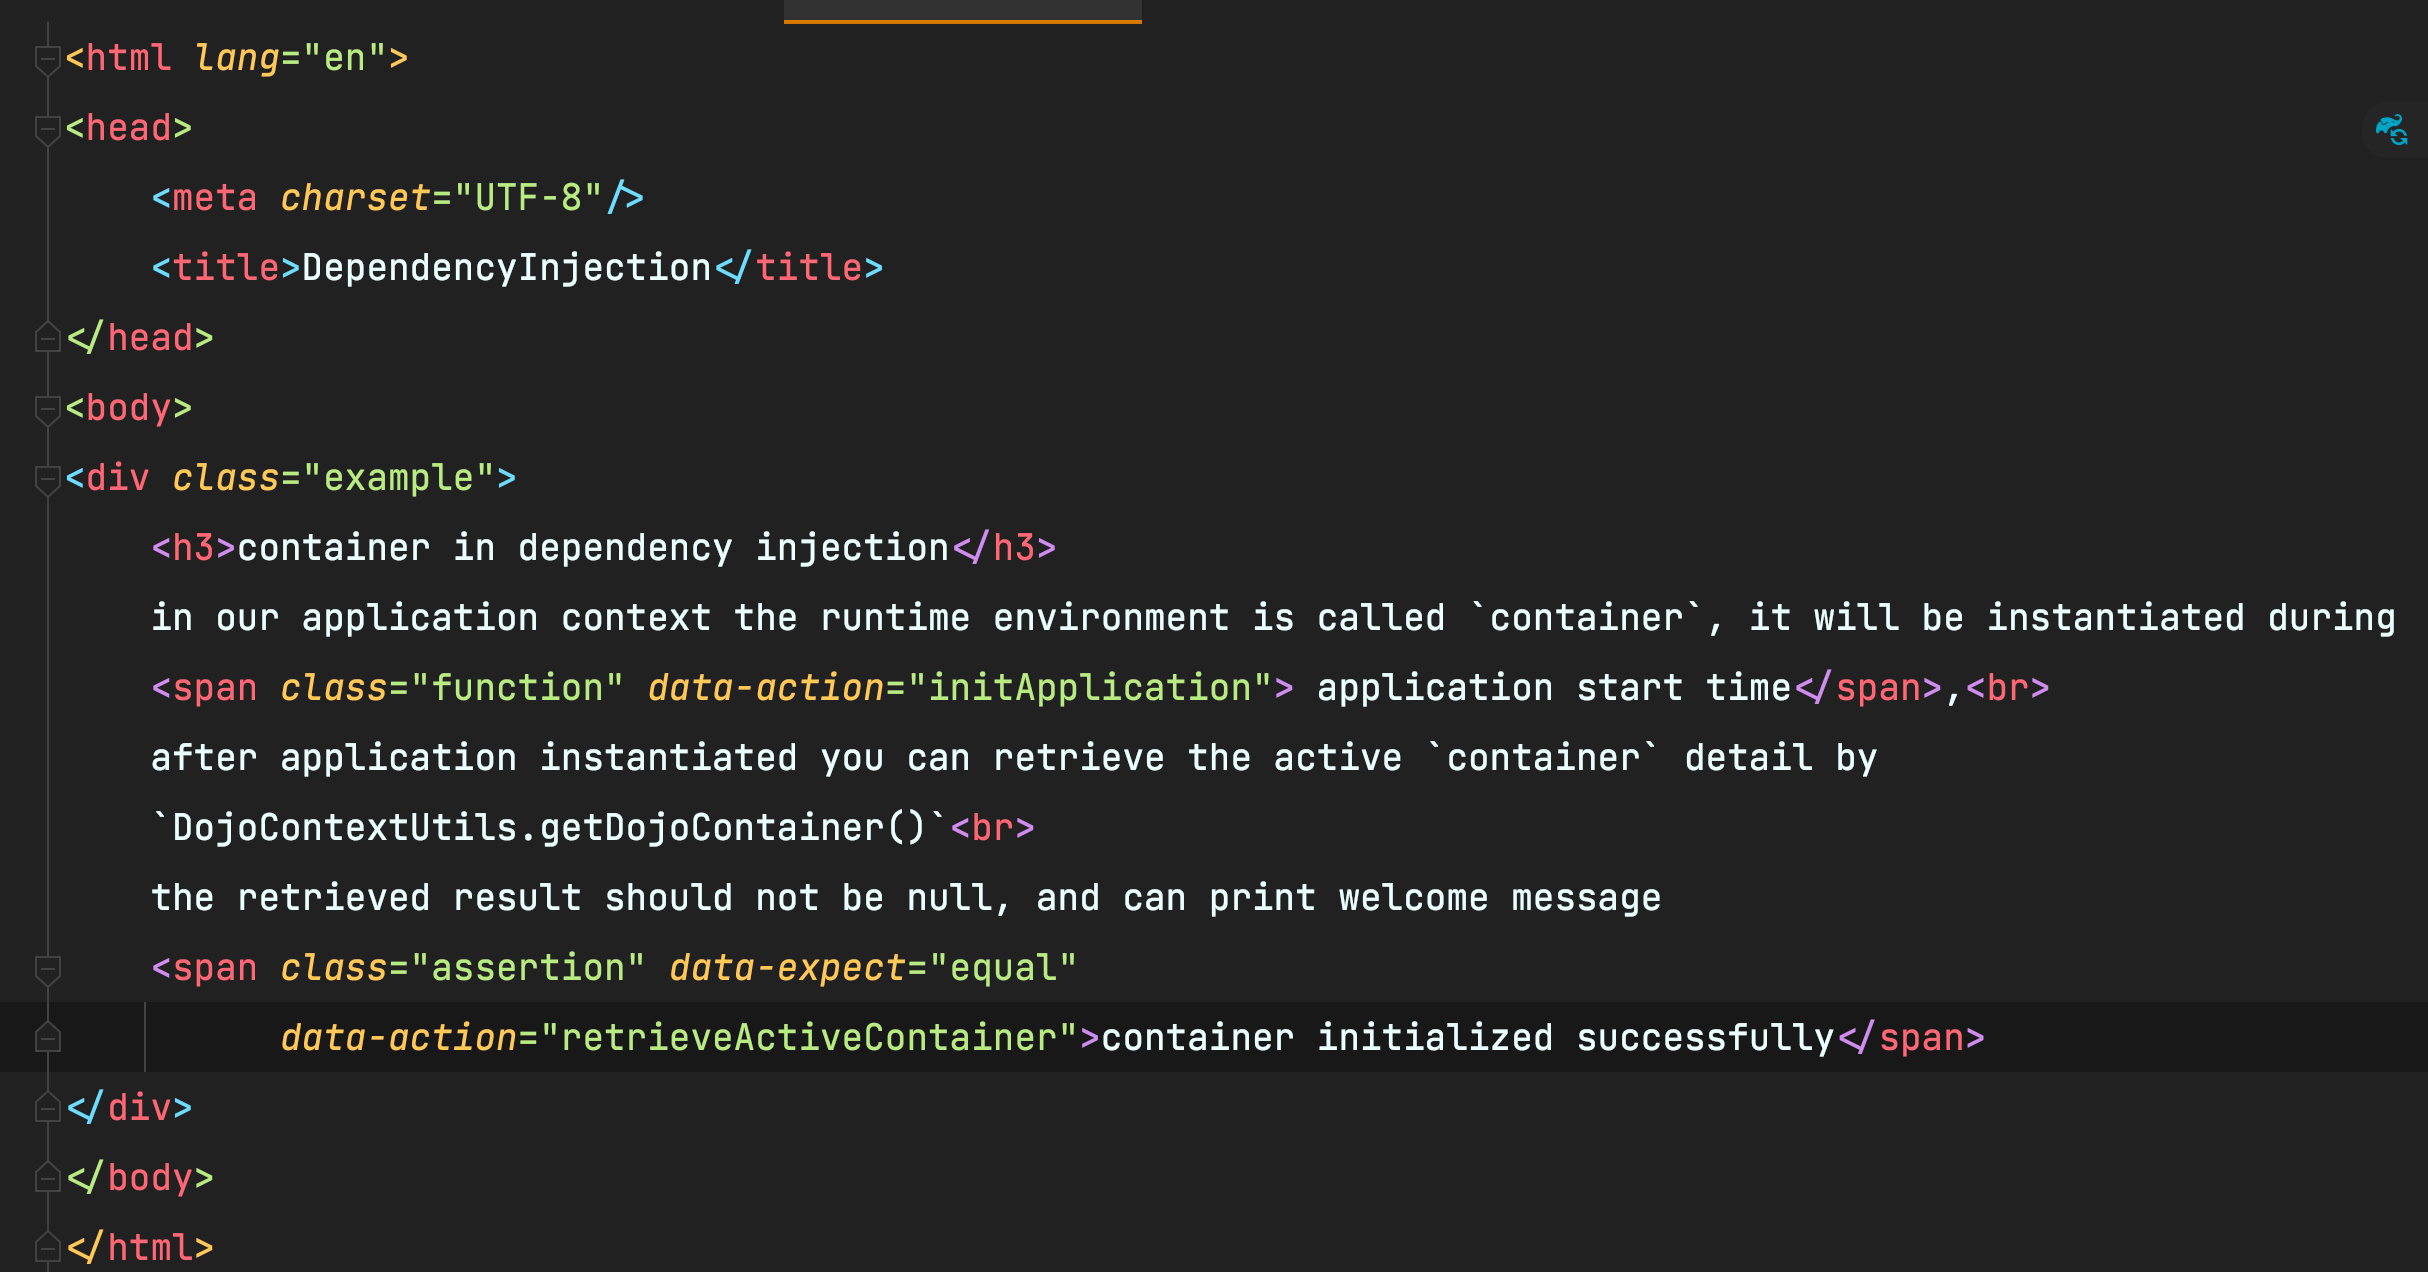 <html lang="en">
<head>
    <meta charset="UTF-8"/>
    <title>DependencyInjection</title>
</head>
<body>
<div class="example">
    <h3>container in dependency injection</h3>
    in our application context the runtime environment is called `container`, it will be instantiated during
    <span class="function" data-action="initApplication"> application start time</span>,<br>
    after application instantiated you can retrieve the active `container` detail by
    `DojoContextUtils.getDojoContainer()`<br>
    the retrieved result should not be null, and can print welcome message
    <span class="assertion" data-expect="equal"
          data-action="retrieveActiveContainer">container initialized successfully</span>
</div>
</body>
</html>